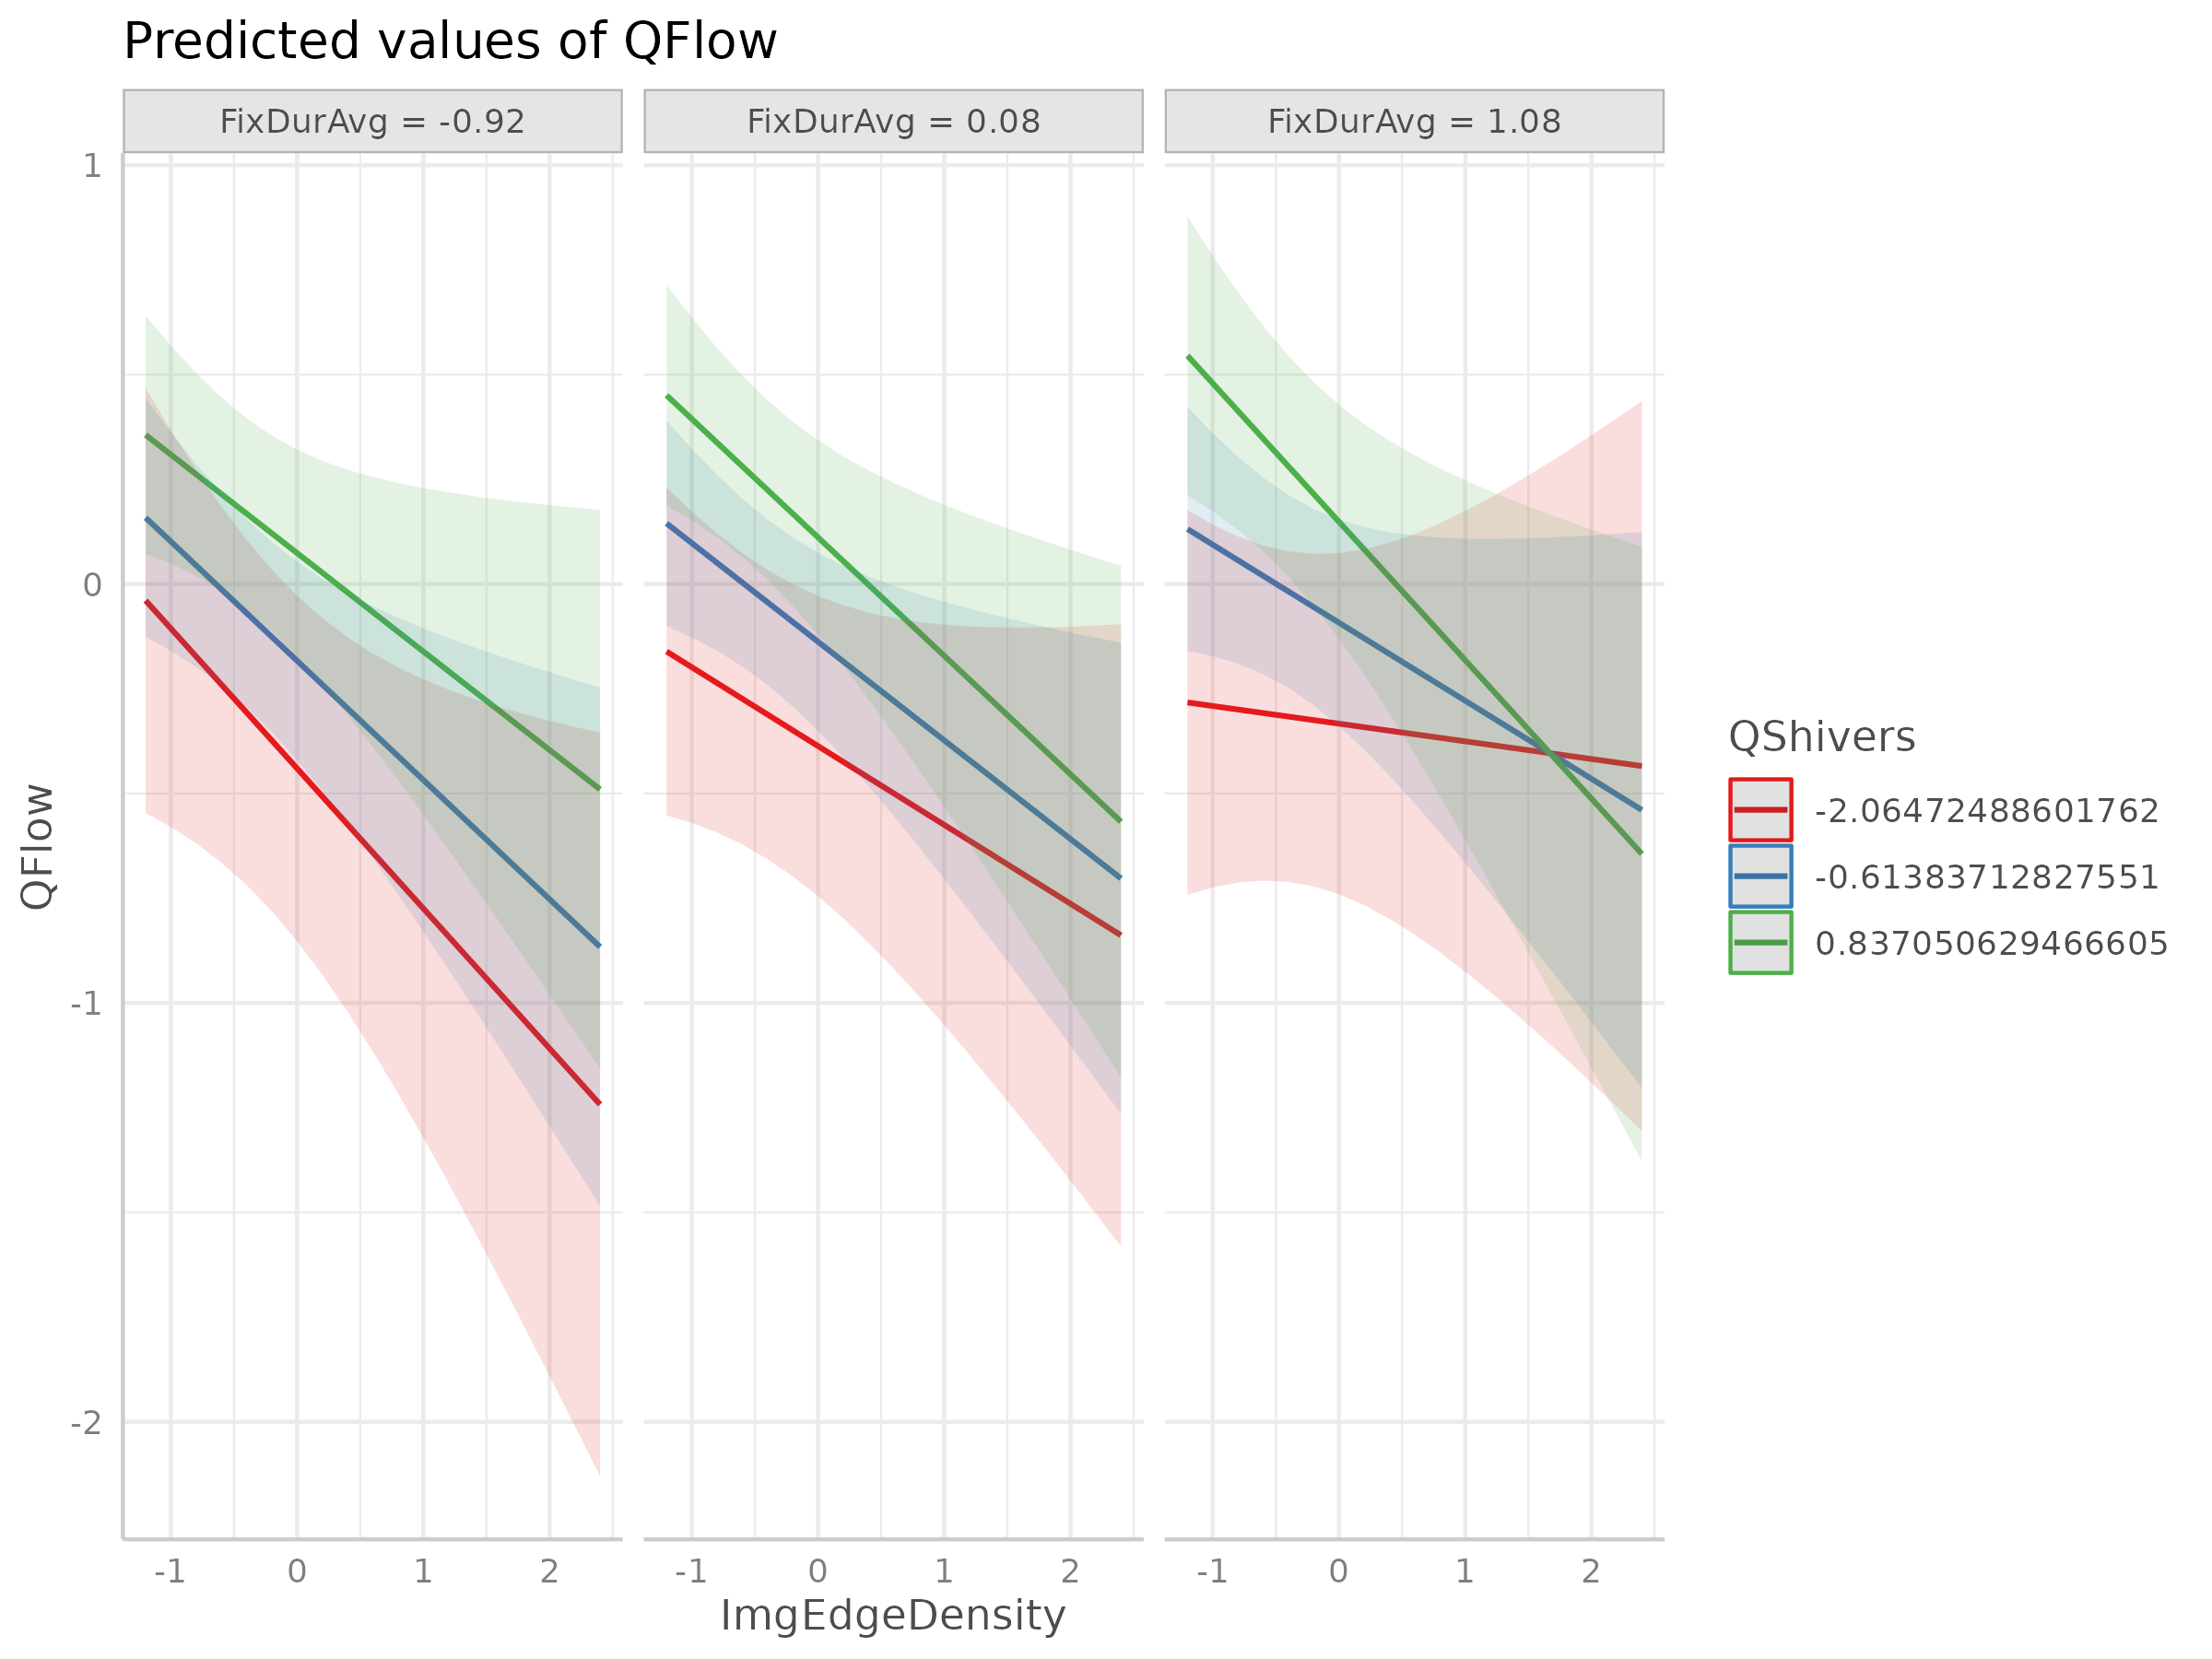 Predicted values of QFlow
FixDurAvg = -0.92
FixDurAvg = 0.08
FixDurAvg = 1.08
1
0
-1
-2
QFlow
-1 0 1 2
-1 0 1 2
-1 0 1 2
ImgEdgeDensity
QShivers
-2.06472488601762
-0.61383712827551
0.837050629466605